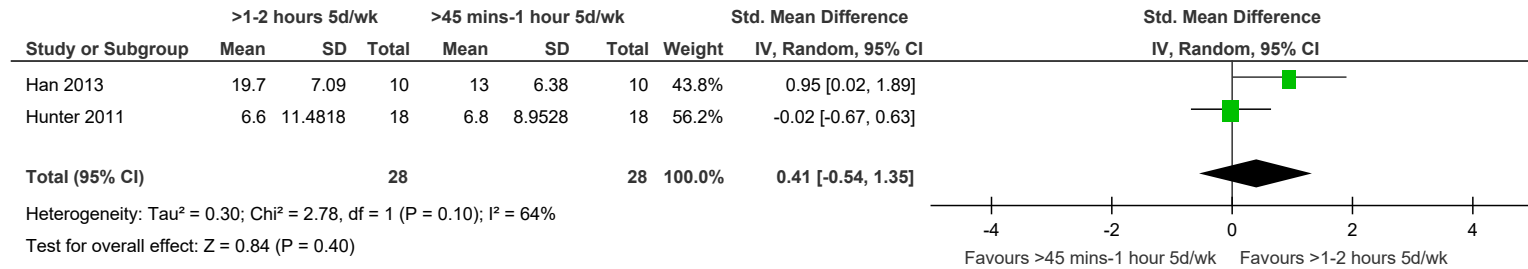 >1-2 hours 5d/wk >45 mins-1 hour 5d/wk Std. Mean Difference Std. Mean Difference
Study or Subgroup Mean SD Total Mean SD Total Weight IV, Random, 95% CI IV, Random, 95% CI
Han 2013 19.7 7.09 10 13 6.38 10 43.8% 0.95 [0.02, 1.89]
Hunter 2011 6.6 11.4818 18 6.8 8.9528 18 56.2% -0.02 [-0.67, 0.63]
Total (95% CI) 28 28 100.0% 0.41 [-0.54, 1.35]
Heterogeneity: Tau² = 0.30; Chi² = 2.78, df = 1 (P = 0.10); I² = 64%
Test for overall effect: Z = 0.84 (P = 0.40)
-4 -2 0 2 4
Favours >45 mins-1 hour 5d/wk Favours >1-2 hours 5d/wk